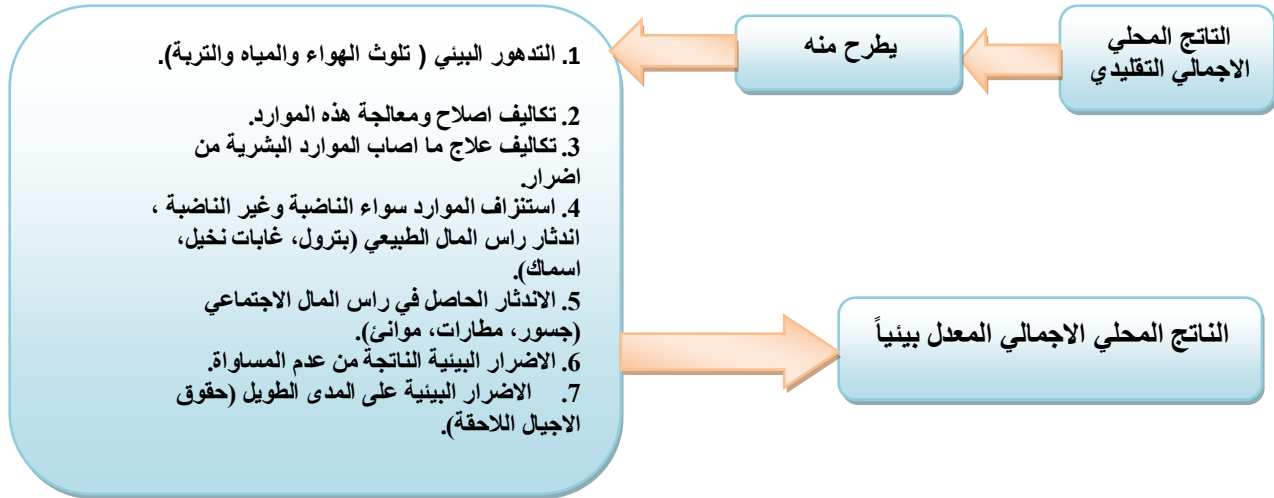 التاتج المحلي
الاجمالي التقليدي
يطرح منه
1. التدهور البيئي ( تلوث الهواء والمياه والتربة).
2. تكاليف اصلاح ومعالجة هذه الموارد.
3. تكاليف علاج ما اصاب الموارد البشرية من
اضرار.
4. استنزاف الموارد سواء الناضبة وغير الناضبة ،
اندثار راس المال الطبيعي (بترول، غابات نخيل،
اسماك).
5. الاندثار الحاصل في راس المال الاجتماعي
(جسور، مطارات، موانئ).
6. الاضرار البيئية الناتجة من عدم المساواة.
7. الاضرار البيئية على المدى الطويل (حقوق
الاجيال اللاحقة).
الناتج المحلي الاجمالي المعدل بيئياً